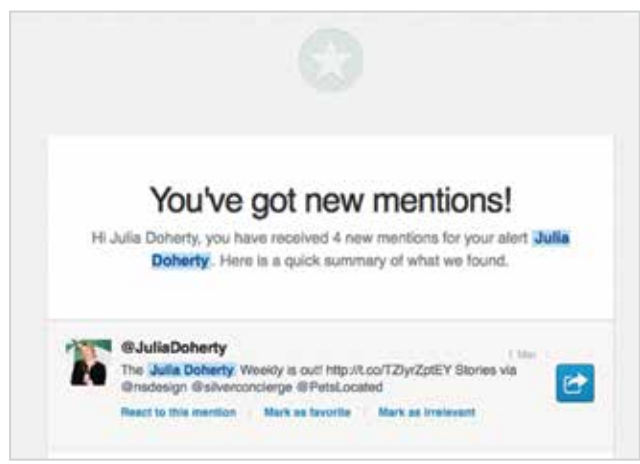 You've got new mentions!
Hi Julia Doherty, you have received 4 new mentions for your alert Julia
Doherty. Here is a quick summary of what we found.
@JuliaDoherty
1 Mar
The Julia Doherty Weekly is out! http://t.co/TZIyrZptEY Stories via
@nsdesign @silverconcierge @PetsLocated
React to this mention Mark as favorite Mark as irrelevant